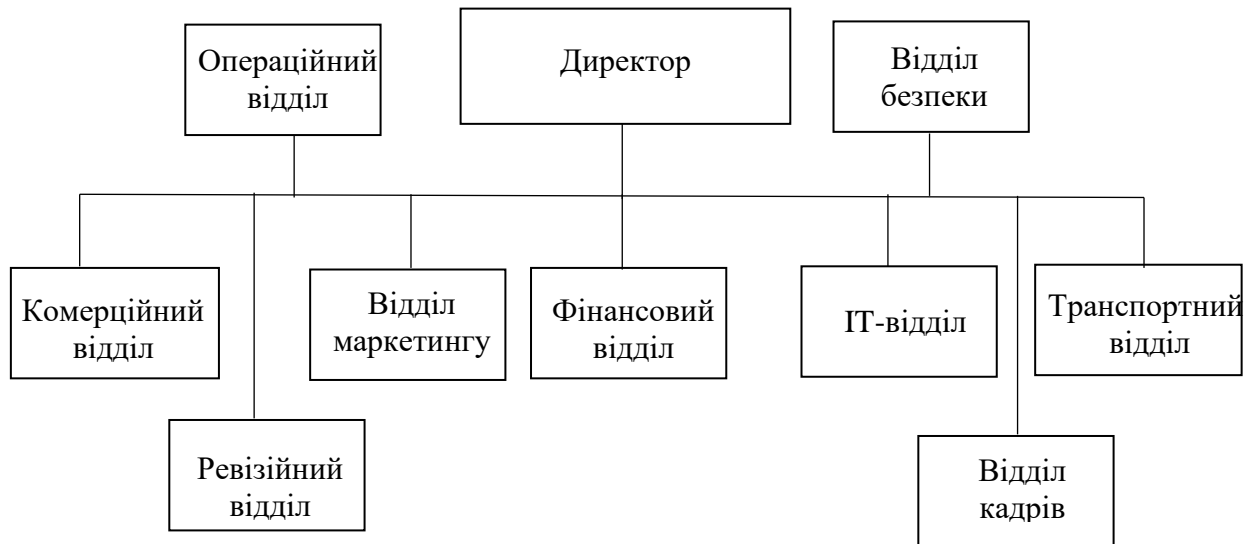 Операційний
відділ
Директор
Відділ
безпеки
Комерційний
відділ
Відділ
маркетингу
Фінансовий
відділ
ІТ-відділ
Транспортний
відділ
Ревізійний
відділ
Відділ
кадрів